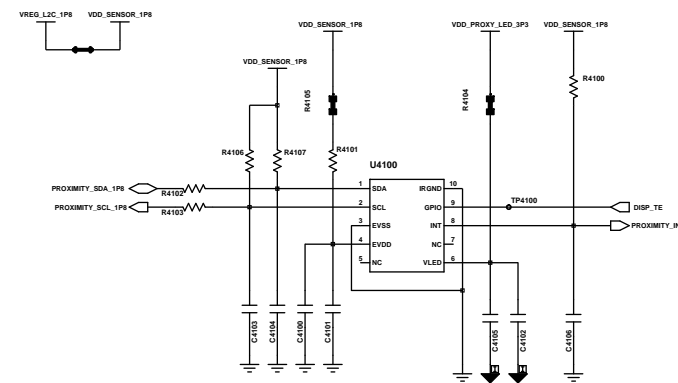 VREG_L2C_1P8
VDD_SENSOR_1P8
VDD_SENSOR_1P8
VDD_PROXY_LED_3P3
VDD_SENSOR_1P8
VDD_SENSOR_1P8
R4105
R4104
R4100
R4106
R4107
R4101
U4100
PROXIMITY_SDA_1P8
R4102
1
SDA
IRGND
10
PROXIMITY_SCL_1P8
R4103
2
SCL
GPIO
9
TP4100
DISP_TE
3
EVSS
INT
8
PROXIMITY_IN
4
EVDD
NC
7
5
NC
VLED
6
C4103
C4104
C4100
C4101
C4105
C4102
C4106